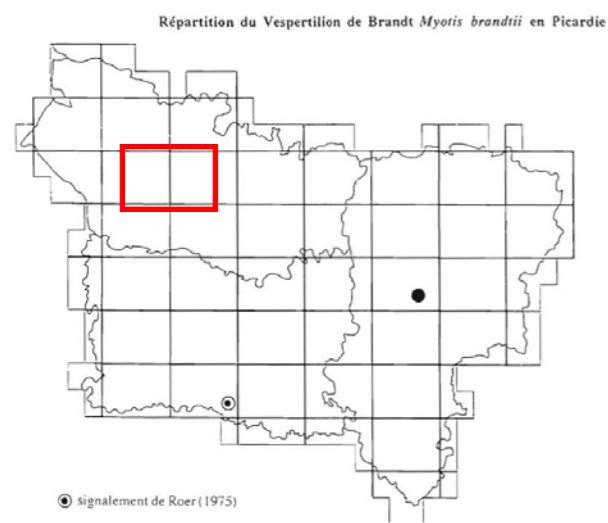 Répartition du Vespertilion de Brandt Myotis brandtii en Picardie
signalement de Roer (1975)